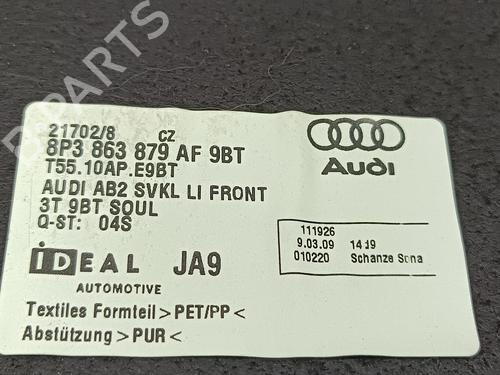 B-PARTS
21702/8 CZ
8P3 863 879 AF 9BT
T55.10AP.E9BT
AUDI AB2 SVKL LI FRONT
3T 9BT SOUL
Q-ST: 04S
Audi
111926
9.03.09 14:19
010220 Schanze Sona
iDEAL JA9
AUTOMOTIVE
Textiles Formteil >PET/PP<
Abstützung >PUR<